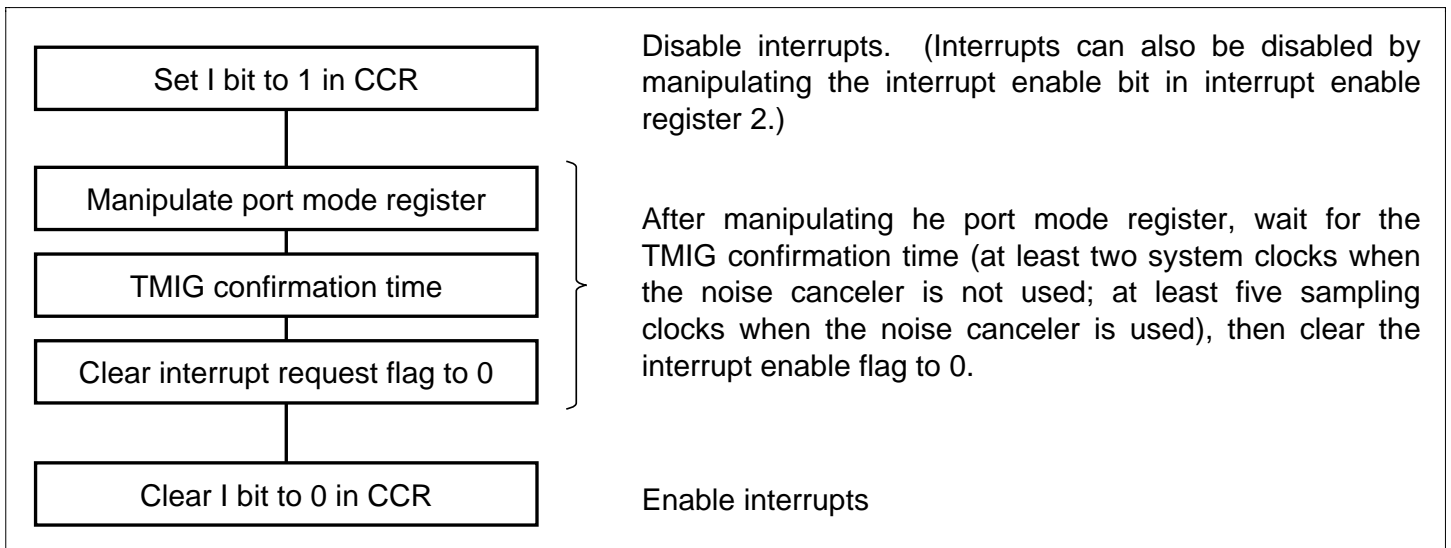 Set I bit to 1 in CCR
Disable interrupts. (Interrupts can also be disabled by
manipulating the interrupt enable bit in interrupt enable
register 2.)
Manipulate port mode register
TMIG confirmation time
Clear interrupt request flag to 0
After manipulating he port mode register, wait for the
TMIG confirmation time (at least two system clocks when
the noise canceler is not used; at least five sampling
clocks when the noise canceler is used), then clear the
interrupt enable flag to 0.
Clear I bit to 0 in CCR
Enable interrupts